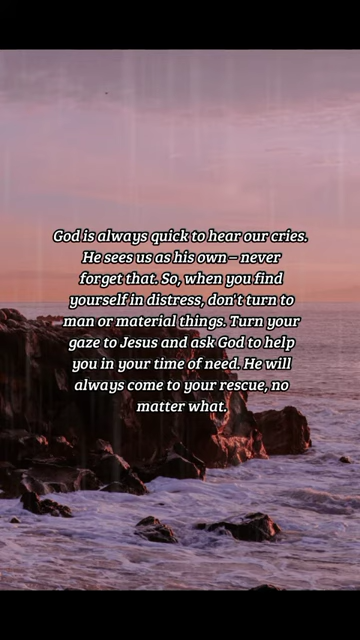 God is always quick to hear our cries.
He sees us as his own – never
forget that. So, when you find
yourself in distress, don't turn to
man or material things. Turn your
gaze to Jesus and ask God to help
you in your time of need. He will
always come to your rescue, no
matter what.